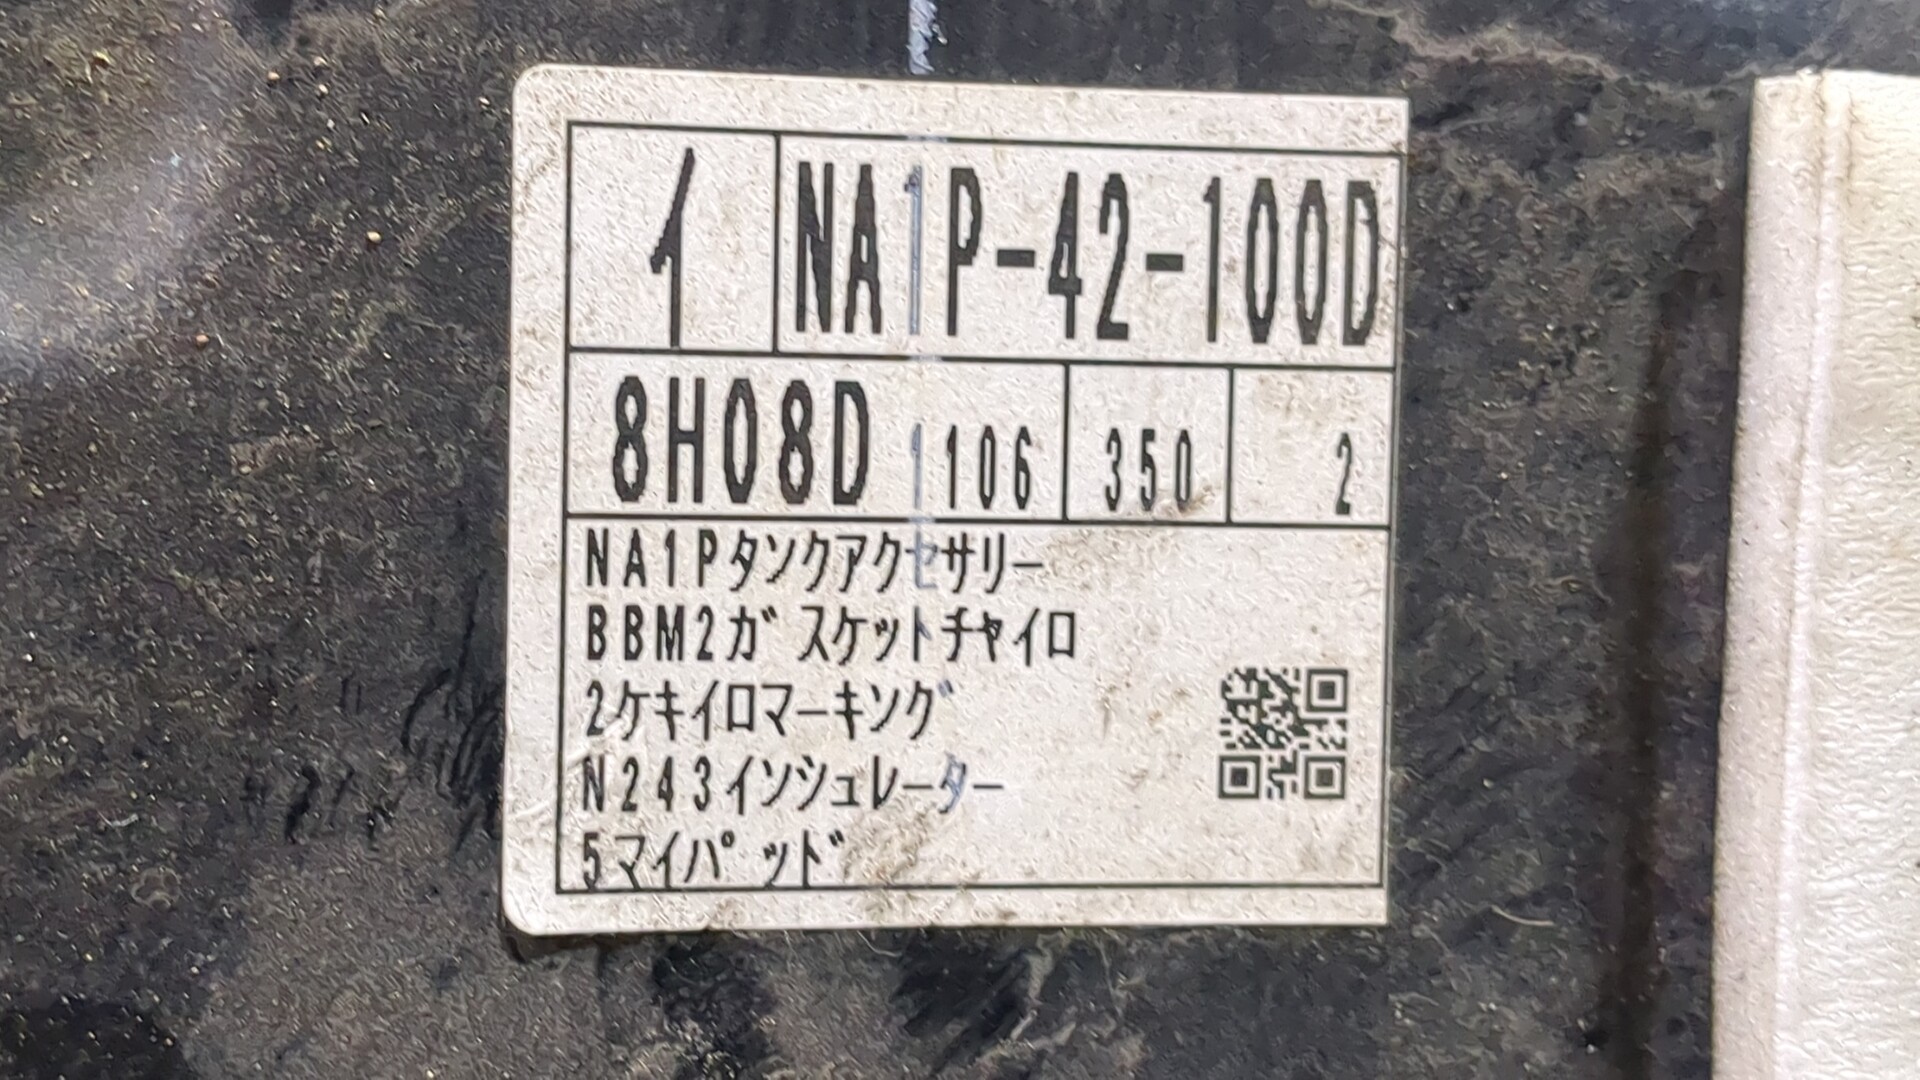 イ NA1P-42-100D
8H08D 1106 350 2
NA1Pタンクアクセサリー
BBM2ガスケットチャイロ
2ケキイロマーキング
N243インシュレーター
5マイパッド